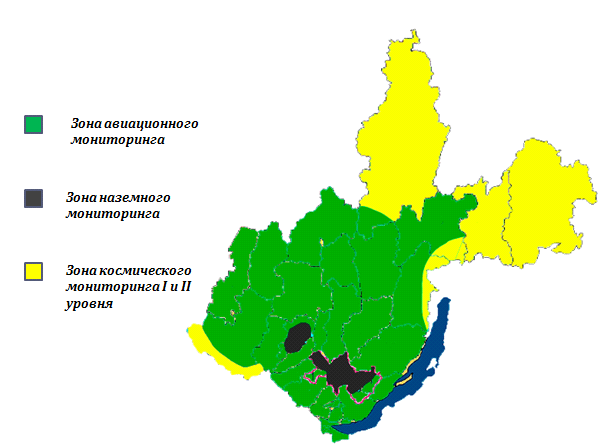 Зона авиационного
мониторинга
Зона наземного
мониторинга
Зона космического
мониторинга I и II
уровня